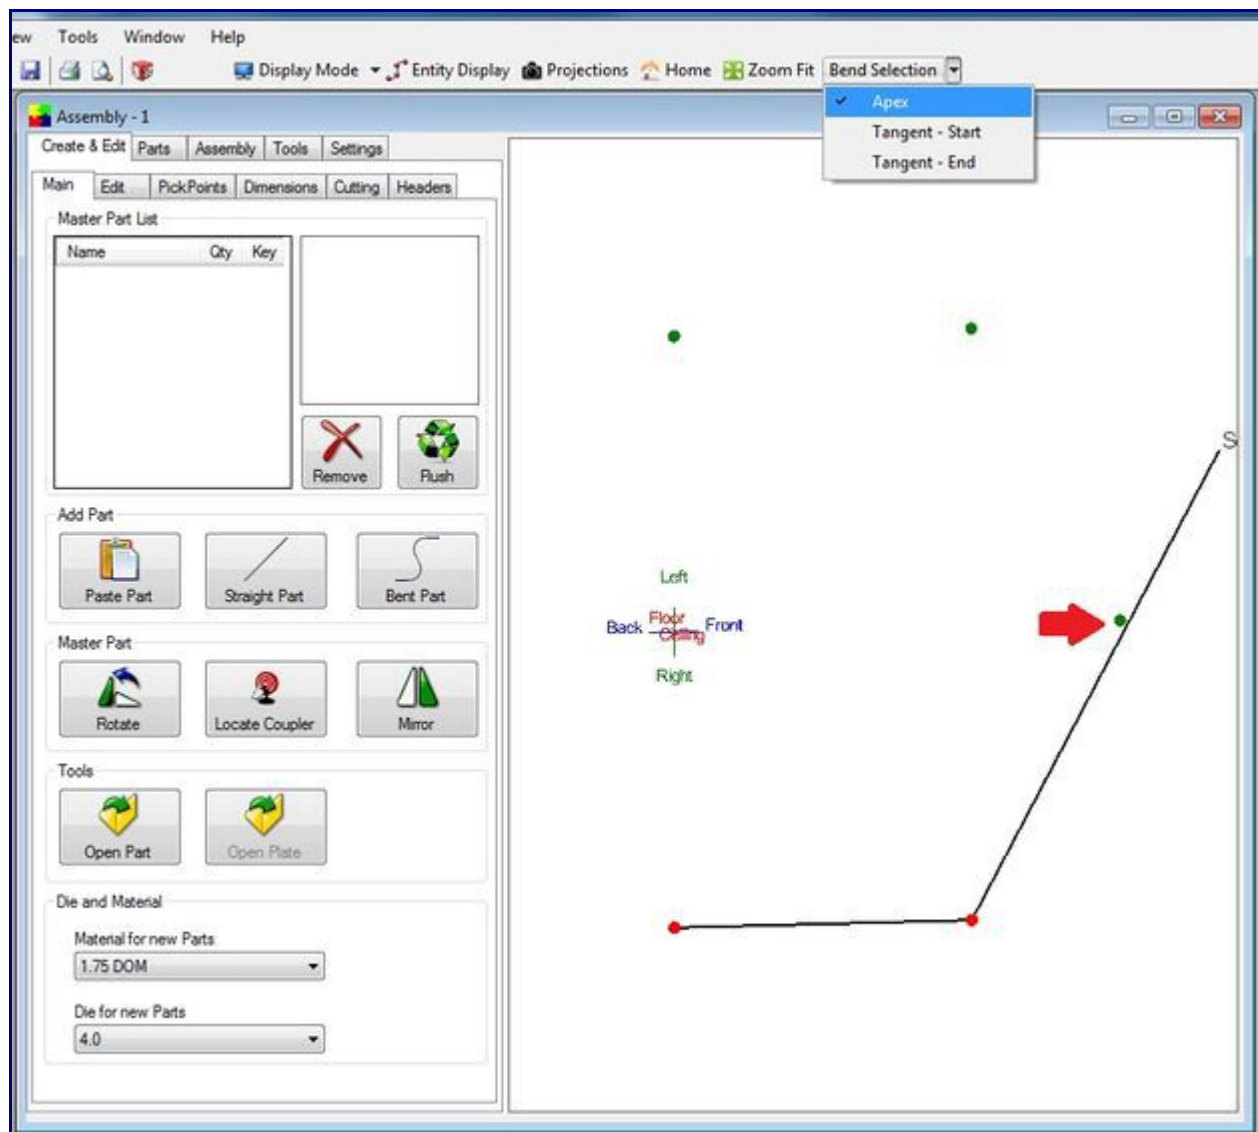 ew Tools Window Help
Display Mode Entity Display Projections Home Zoom Fit Bend Selection
Apex
Tangent - Start
Tangent - End
Assembly - 1
Create & Edit Parts Assembly Tools Settings
Main Edit PickPoints Dimensions Cutting Headers
Master Part List
Name Qty Key
Remove Flush
Add Part
Paste Part Straight Part Bent Part
Master Part
Rotate Locate Coupler Mirror
Tools
Open Part Open Plate
Die and Material
Material for new Parts
1.75 DOM
Die for new Parts
4.0
S
Left
Floor
Back Ceiling Front
Right